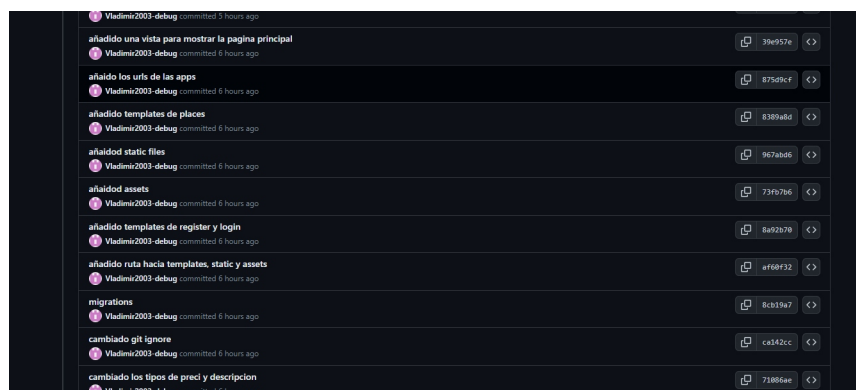 Vladimir2003-debug committed 5 hours ago
añadido una vista para mostrar la pagina principal
39e957e
Vladimir2003-debug committed 6 hours ago
añaido los urls de las apps
875d9cf
Vladimir2003-debug committed 6 hours ago
añadido templates de places
8389a8d
Vladimir2003-debug committed 6 hours ago
añaidod static files
967abd6
Vladimir2003-debug committed 6 hours ago
añaidod assets
73fb7b6
Vladimir2003-debug committed 6 hours ago
añadido templates de register y login
8a92b70
Vladimir2003-debug committed 6 hours ago
añadido ruta hacia templates, static y assets
af60f32
Vladimir2003-debug committed 6 hours ago
migrations
8cb19a7
Vladimir2003-debug committed 6 hours ago
cambiado git ignore
ca142cc
Vladimir2003-debug committed 6 hours ago
cambiado los tipos de preci y descripcion
71086ae